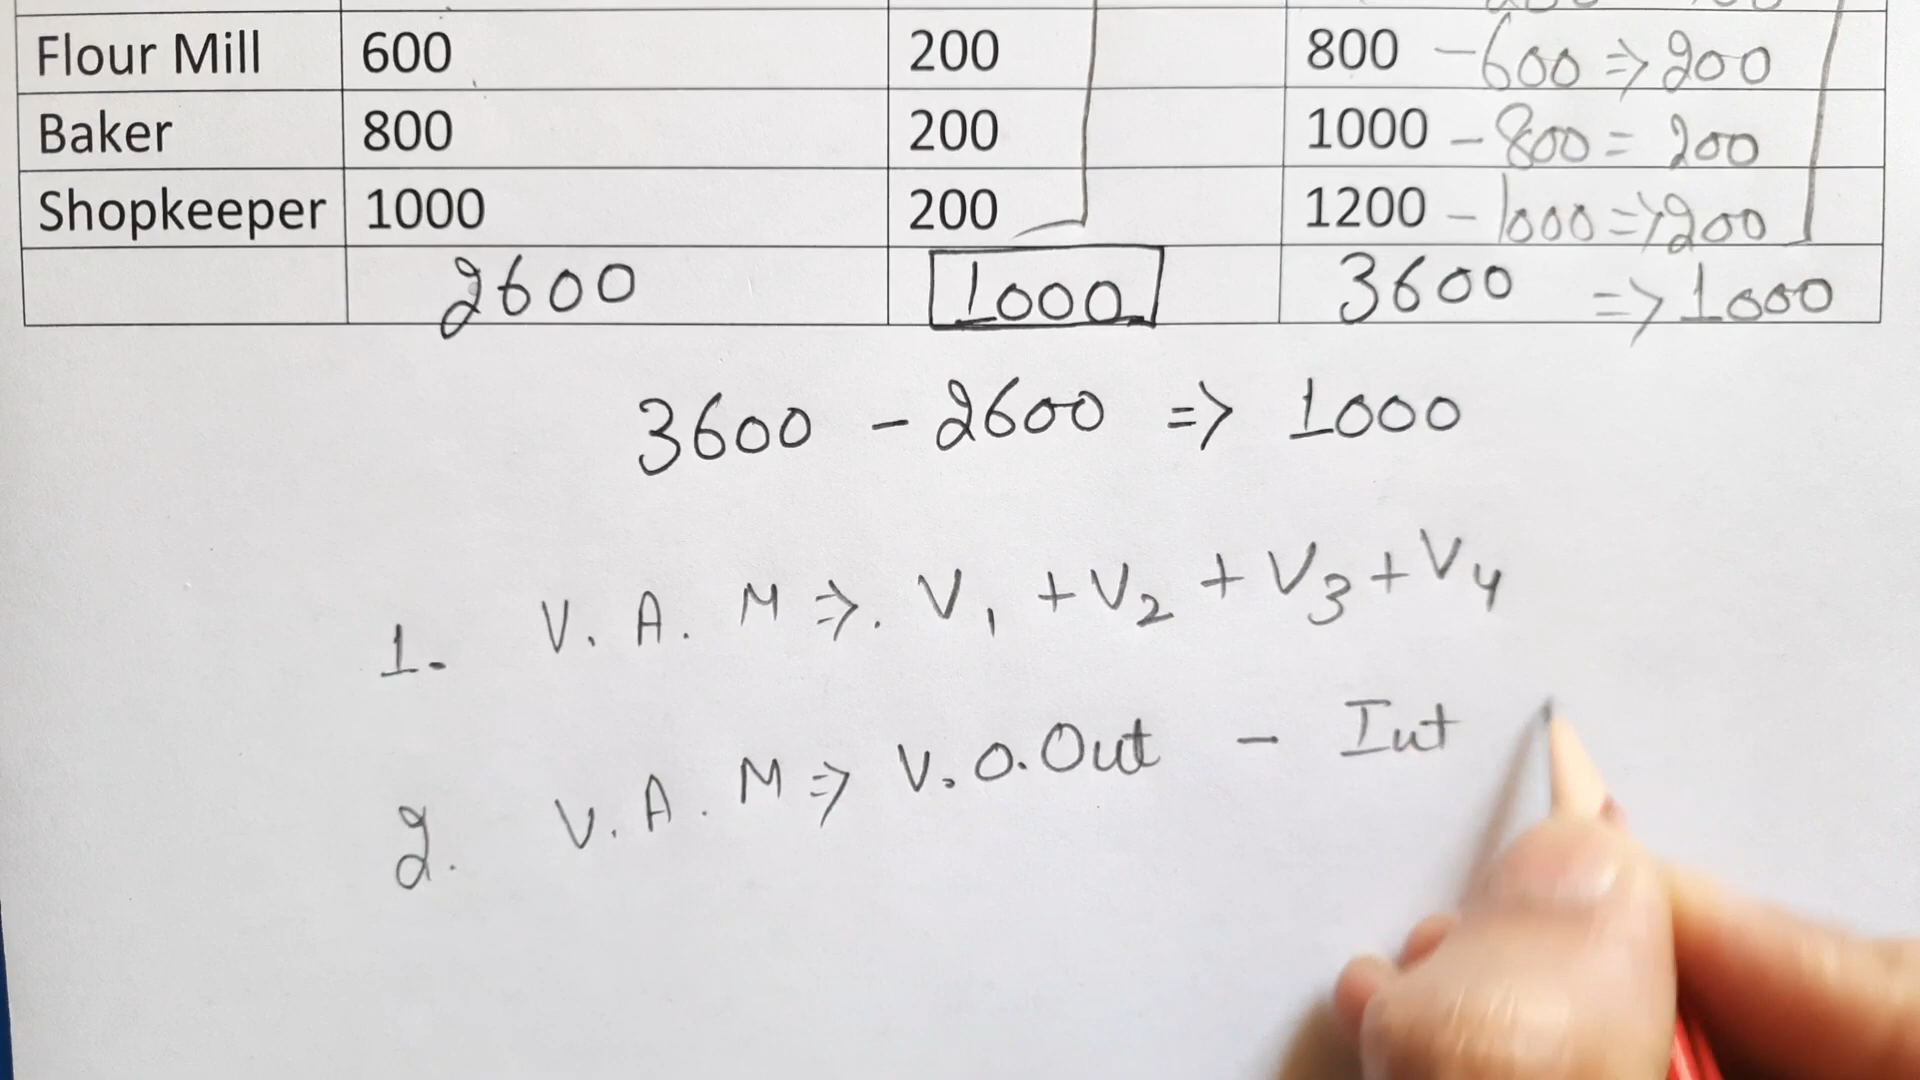 Flour Mill 600 200 800 - 600 => 200
Baker 800 200 1000 - 800 = 200
Shopkeeper 1000 200 1200 - 1000 => 200
2600 1000 3600 => 1000
3600 - 2600 => 1000
1. V. A. M =>. V1 + V2 + V3 + V4
2. V. A. M => V. O. Out - Int